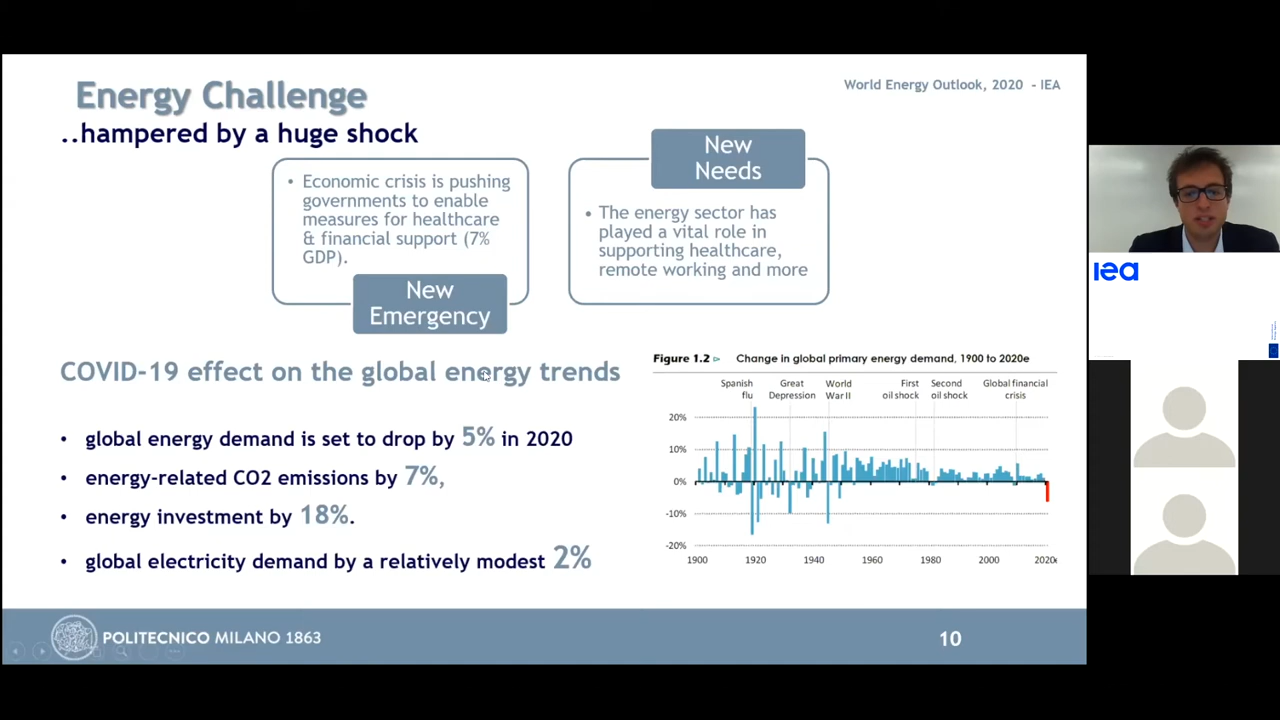 Energy Challenge
World Energy Outlook, 2020 - IEA
..hampered by a huge shock
• Economic crisis is pushing
governments to enable
measures for healthcare
& financial support (7%
GDP).
New
Emergency
New
Needs
• The energy sector has
played a vital role in
supporting healthcare,
remote working and more
COVID-19 effect on the global energy trends
• global energy demand is set to drop by 5% in 2020
• energy-related CO2 emissions by 7%,
• energy investment by 18%.
• global electricity demand by a relatively modest 2%
Figure 1.2 ▷ Change in global primary energy demand, 1900 to 2020e
Spanish
flu
Great
Depression
World
War II
First
oil shock
Second
oil shock
Global financial
crisis
20%
10%
0%
-10%
-20%
1900 1920 1940 1960 1980 2000 2020e
POLITECNICO MILANO 1863
10
iea